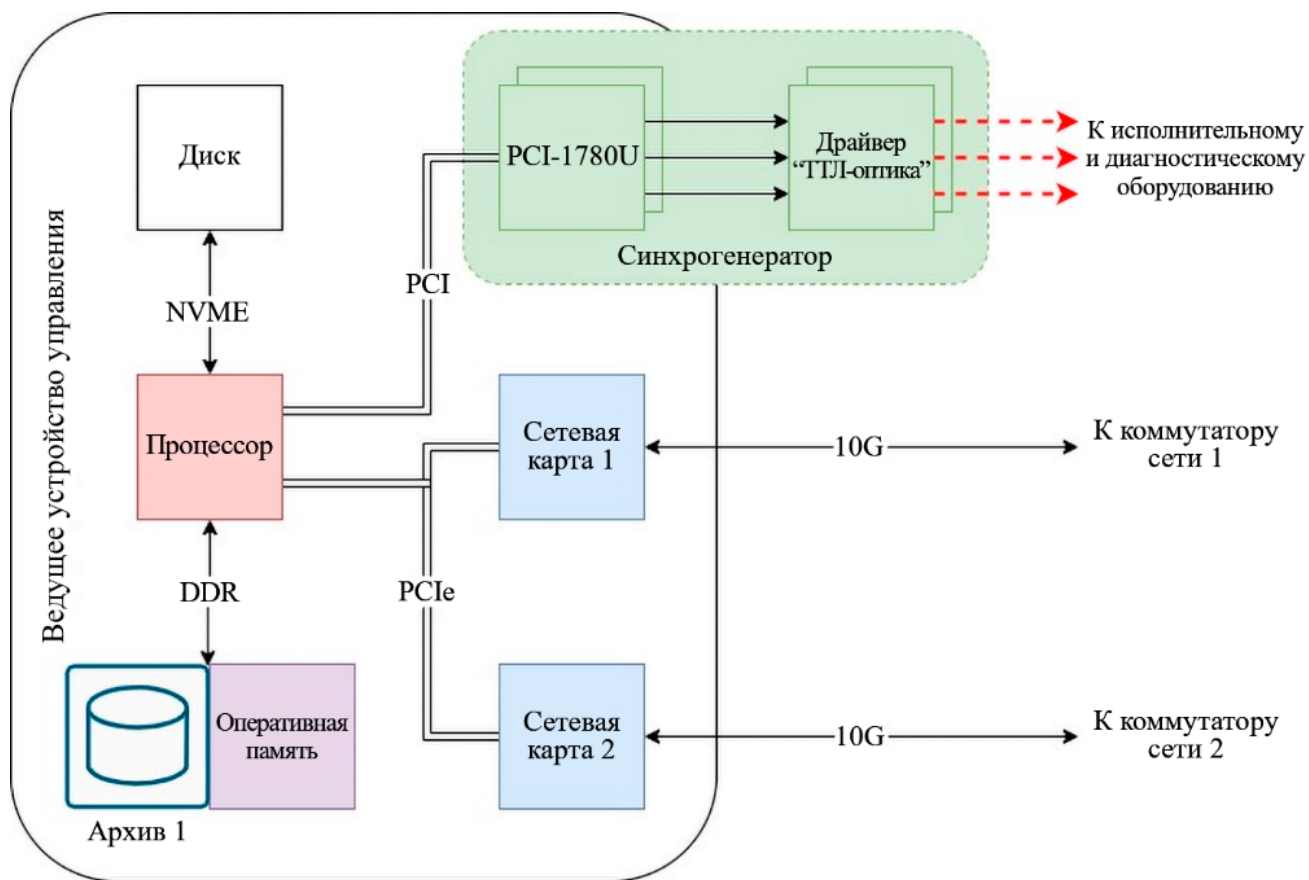 Ведущее устройство управления
Диск
NVME
Процессор
DDR
Оперативная
память
Архив 1
PCI
PCIe
PCI-1780U
Драйвер
“ТТЛ-оптика”
Синхрогенератор
К исполнительному
и диагностическому
оборудованию
Сетевая
карта 1
10G
К коммутатору
сети 1
Сетевая
карта 2
10G
К коммутатору
сети 2